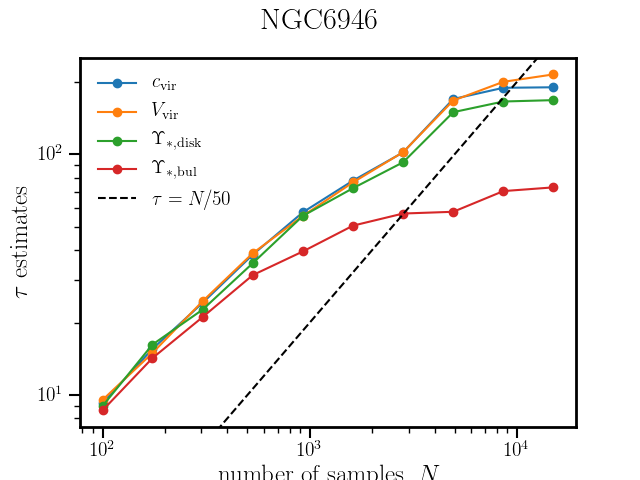 NGC6946
τ estimates
c_vir
V_vir
Υ_*,disk
Υ_*,bul
τ = N/50
10^2
10^1
10^2 10^3 10^4
number of samples, N